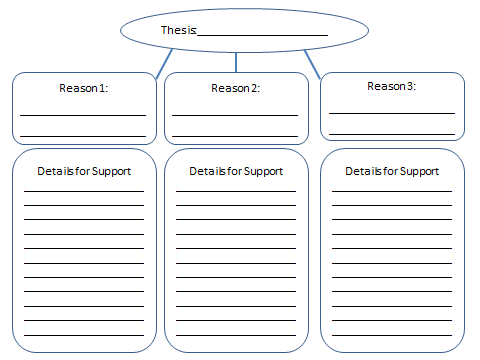 Thesis:
Reason 1:
Reason 2:
Reason 3:
Details for Support
Details for Support
Details for Support